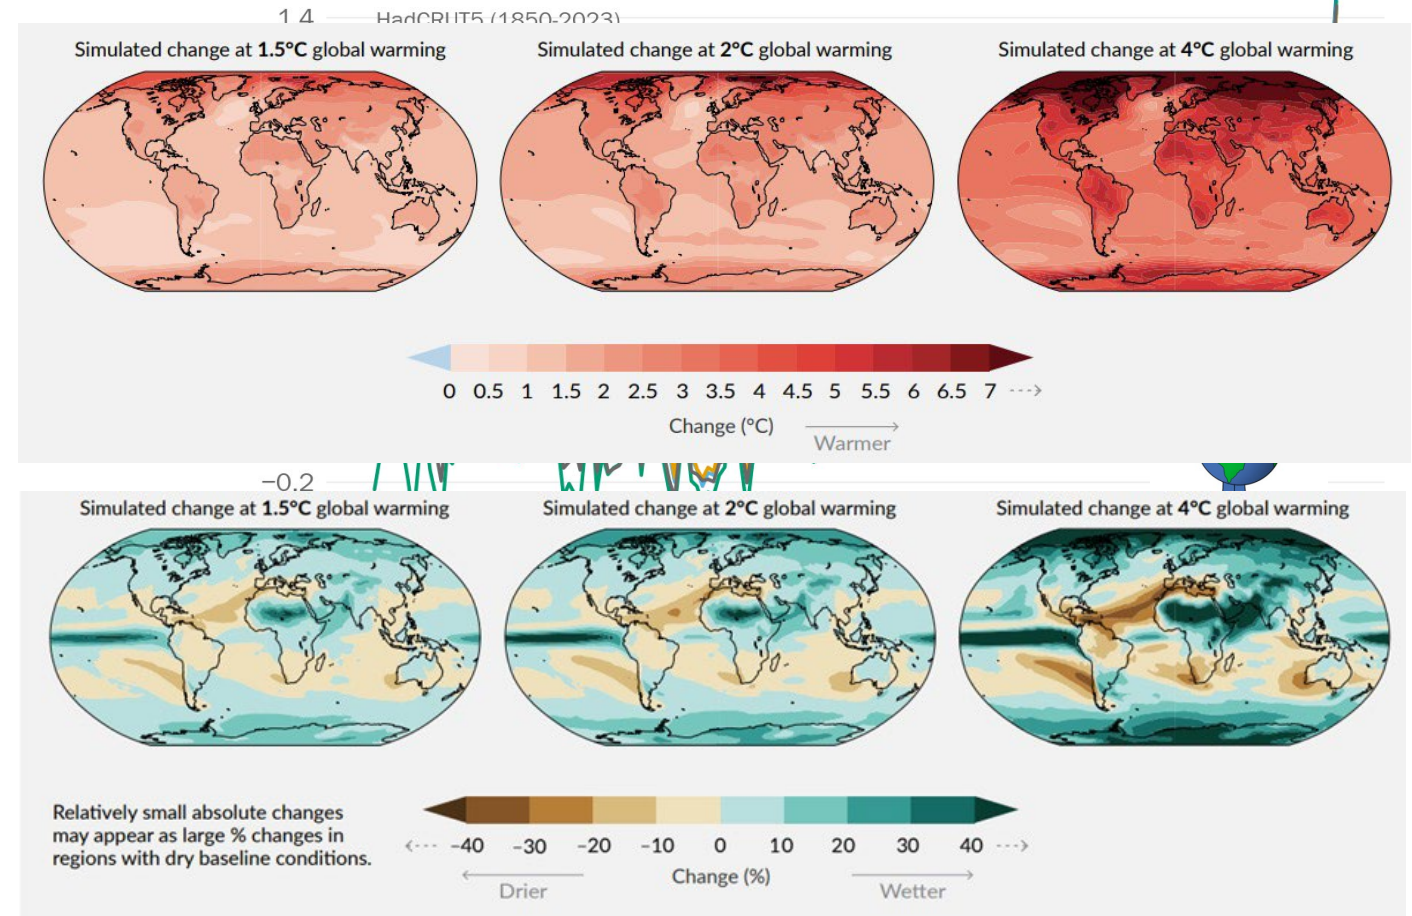 1.4 HadCRUT5 (1850-2023)
Simulated change at 1.5°C global warming
Simulated change at 2°C global warming
Simulated change at 4°C global warming
0 0.5 1 1.5 2 2.5 3 3.5 4 4.5 5 5.5 6 6.5 7
Change (°C)
Warmer
−0.2
Simulated change at 1.5°C global warming
Simulated change at 2°C global warming
Simulated change at 4°C global warming
Relatively small absolute changes
may appear as large % changes in
regions with dry baseline conditions.
−40 −30 −20 −10 0 10 20 30 40
Change (%)
Drier
Wetter